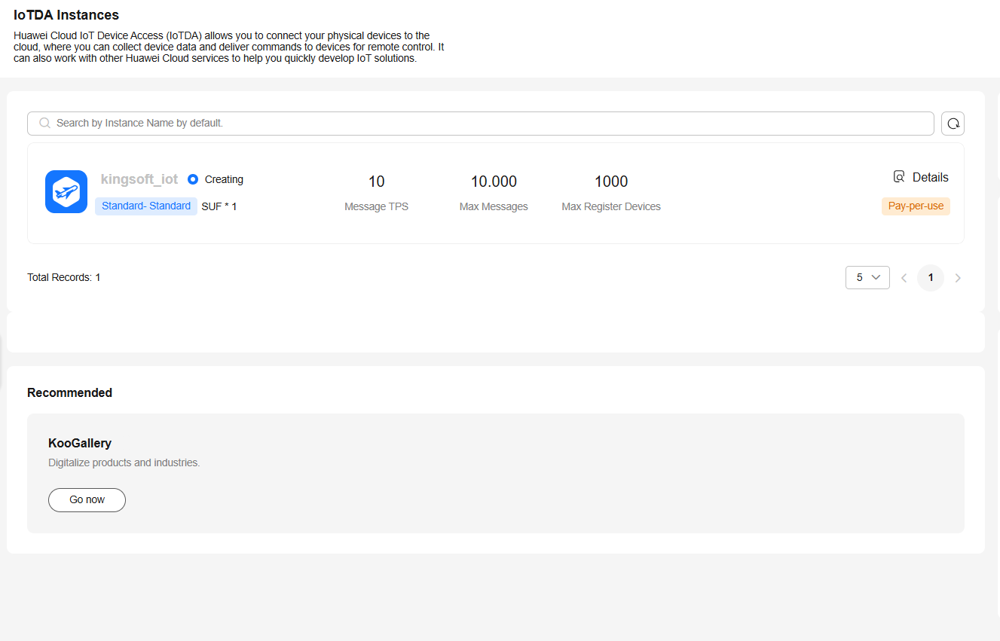 IoTDA Instances
Huawei Cloud IoT Device Access (IoTDA) allows you to connect your physical devices to the
cloud, where you can collect device data and deliver commands to devices for remote control. It
can also work with other Huawei Cloud services to help you quickly develop IoT solutions.
Search by Instance Name by default.
kingsoft_iot Creating
Standard- Standard SUF * 1
10
Message TPS
10.000
Max Messages
1000
Max Register Devices
Details
Pay-per-use
Total Records: 1
5
1
Recommended
KooGallery
Digitalize products and industries.
Go now